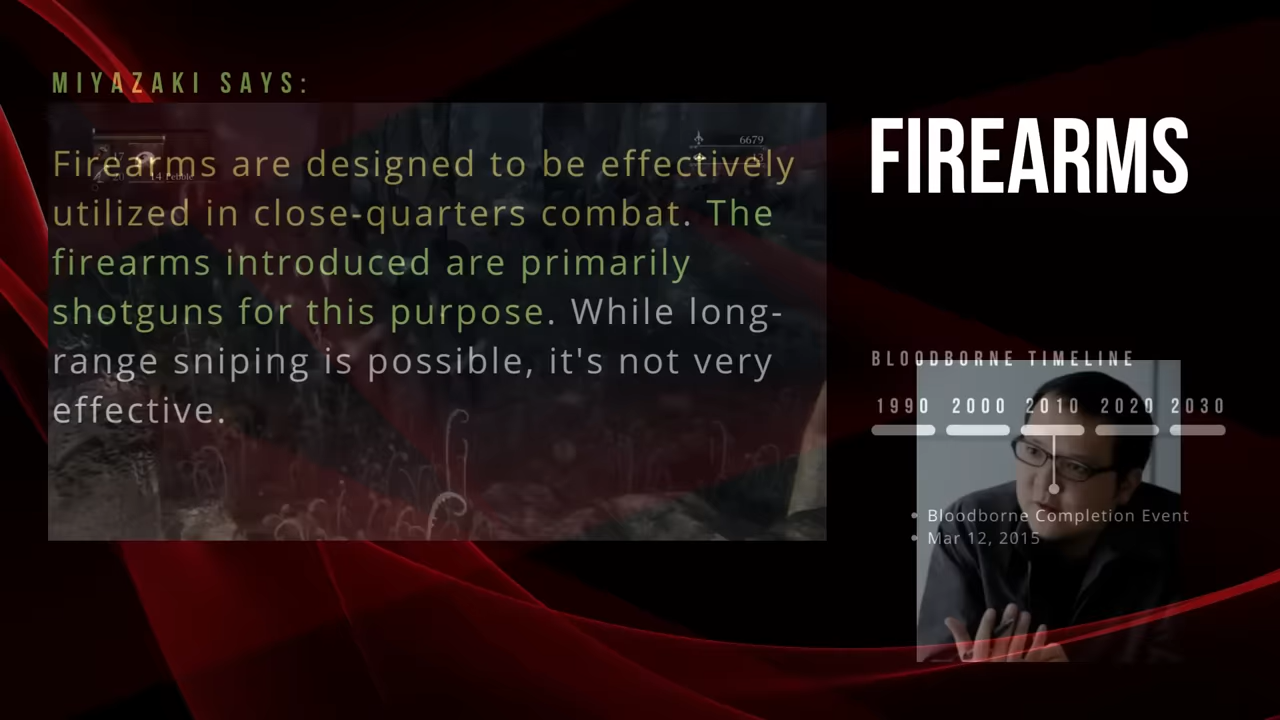 MIYAZAKI SAYS:
6679
14 Pebble
Firearms are designed to be effectively
utilized in close-quarters combat. The
firearms introduced are primarily
shotguns for this purpose. While long-
range sniping is possible, it's not very
effective.
FIREARMS
BLOODBORNE TIMELINE
1990 2000 2010 2020 2030
• Bloodborne Completion Event
• Mar 12, 2015